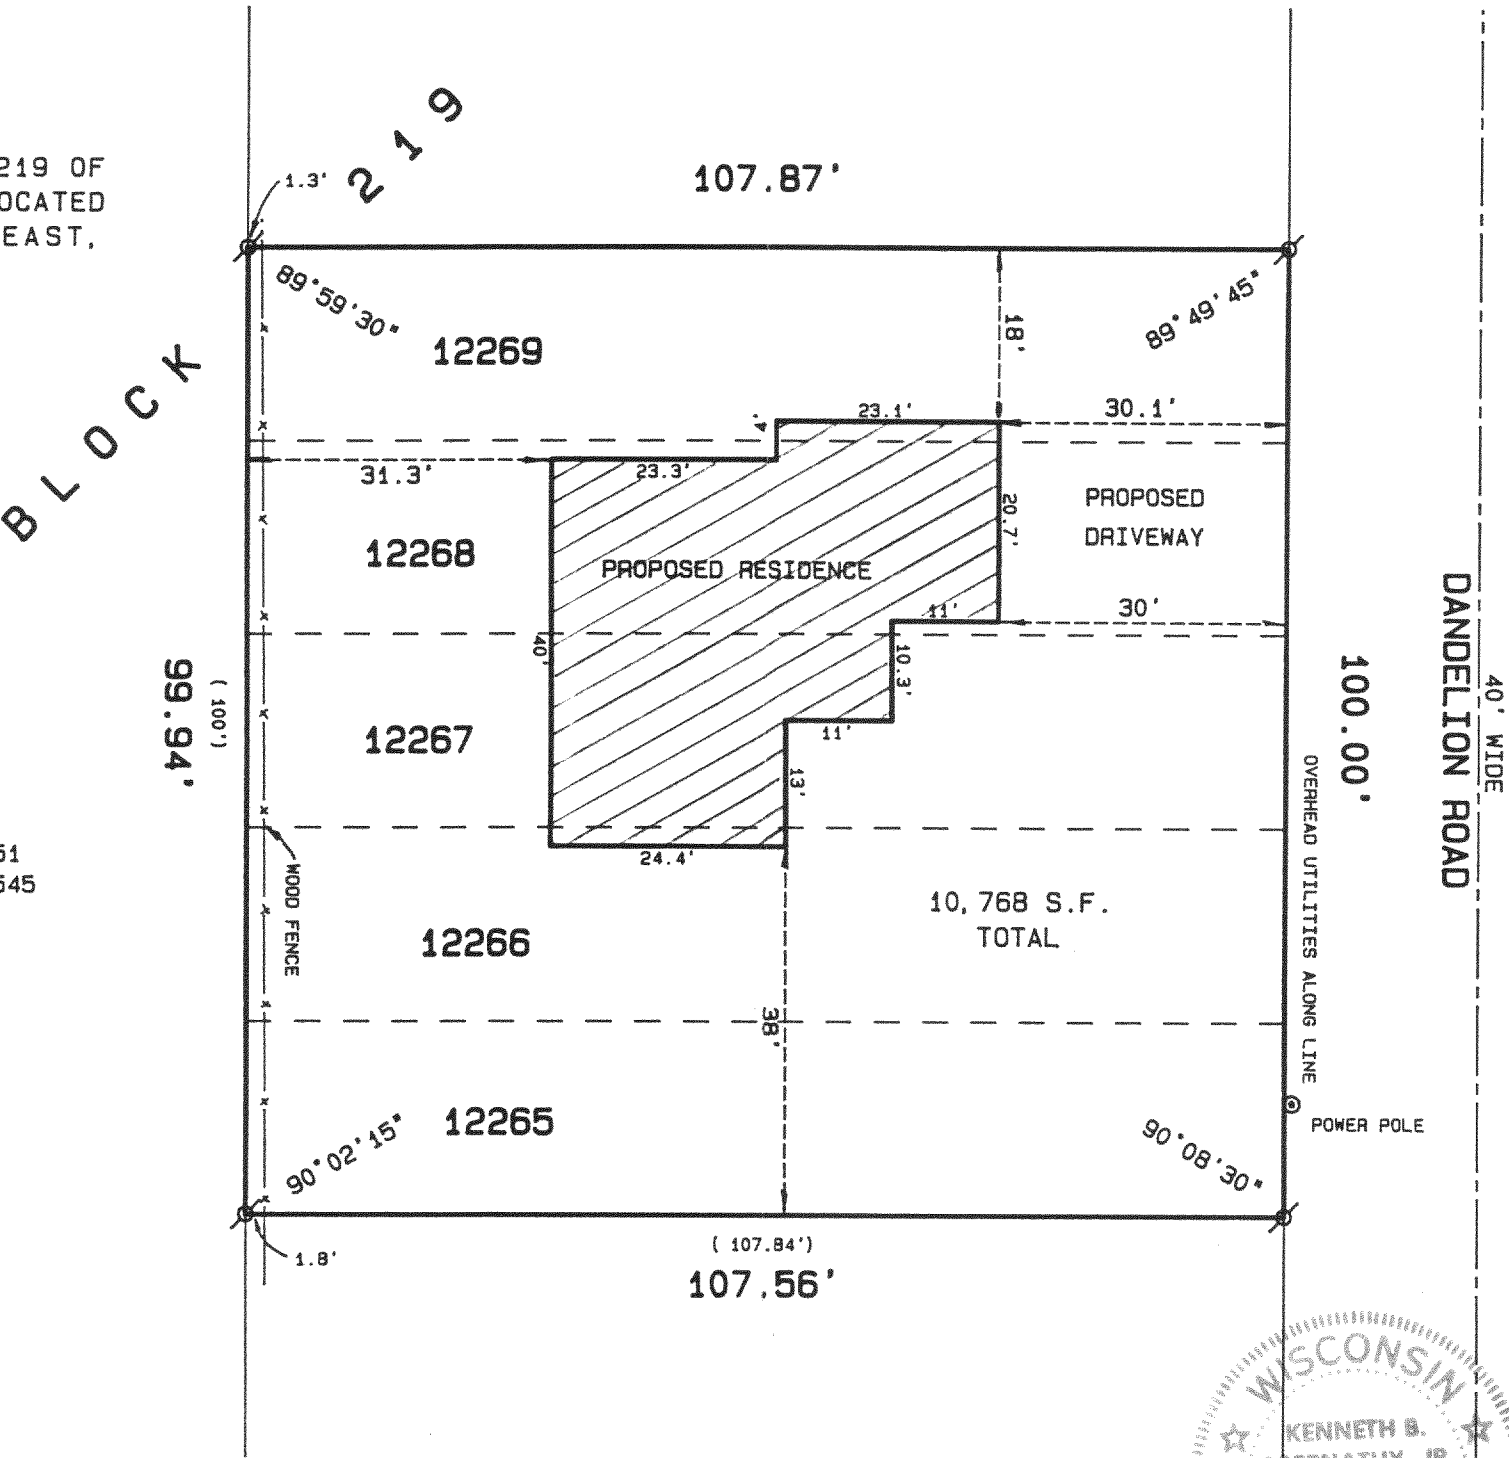 219 OF
OCATED
EAST,
BLOCK 219
1.3'
107.87'
89°59'30"
12269
18'
89°49'45"
4'
23.1'
30.1'
31.3'
23.3'
20.7'
PROPOSED
DRIVEWAY
12268
PROPOSED RESIDENCE
11'
30'
40'
10.3'
99.94'
(100')
12267
11'
13'
100.00'
DANDELION ROAD
40' WIDE
OVERHEAD UTILITIES ALONG LINE
51
545
WOOD FENCE
24.4'
12266
10,768 S.F.
TOTAL
38'
12265
90°02'15"
90°08'30"
POWER POLE
1.8'
(107.84')
107.56'
WISCONSIN
KENNETH B.